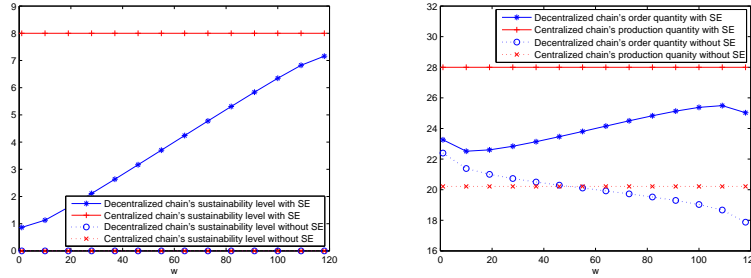 9
8
7
6
5
4
3
2
1
0
0 20 40 60 80 100 120
w
Decentralized chain's sustainability level with SE
Centralized chain's sustainability level with SE
Decentralized chain's sustainability level without SE
Centralized chain's sustainability level without SE
32
30
28
26
24
22
20
18
16
0 20 40 60 80 100 120
w
Decentralized chain's order quantity with SE
Centralized chain's production quantity with SE
Decentralized chain's order quantity without SE
Centralized chain's production quanity without SE